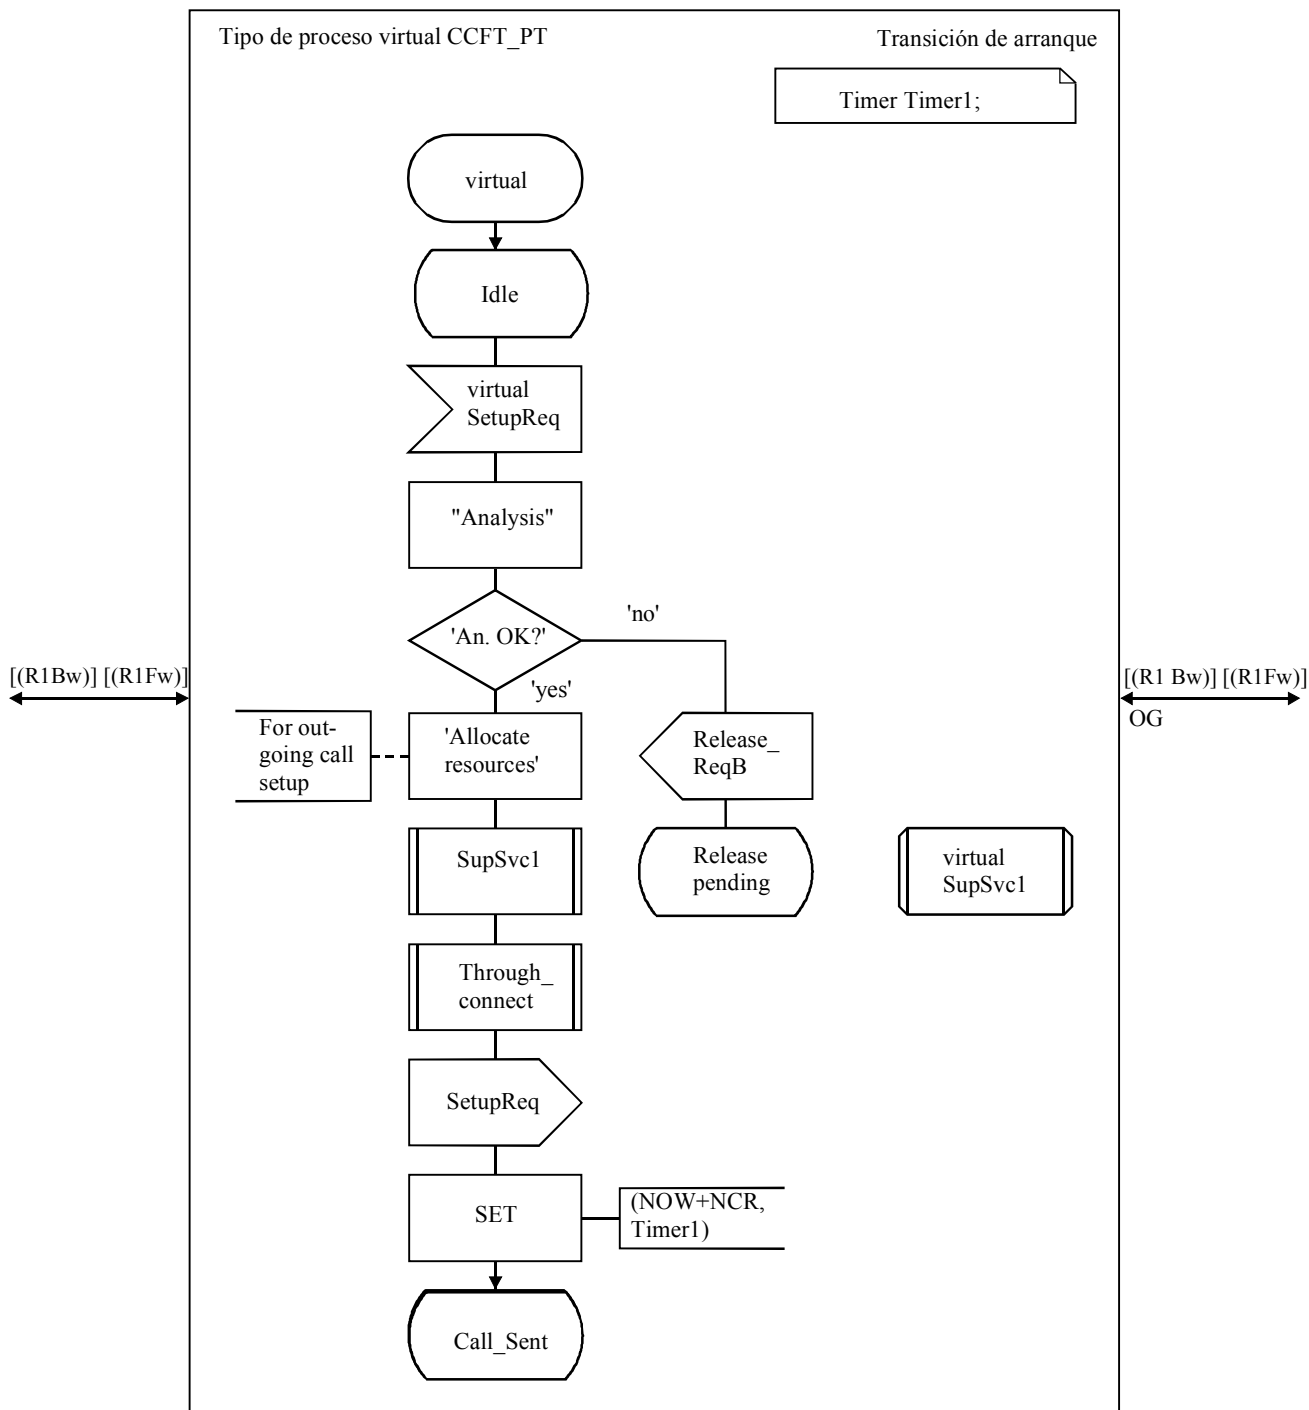 Tipo de proceso virtual CCFT_PT
Transición de arranque
Timer Timer1;
virtual
Idle
virtual
SetupReq
"Analysis"
'An. OK?'
'no'
'yes'
[(R1Bw)] [(R1Fw)]
[(R1 Bw)] [(R1Fw)]
OG
For out-
going call
setup
'Allocate
resources'
Release_
ReqB
SupSvc1
Release
pending
virtual
SupSvc1
Through_
connect
SetupReq
SET
(NOW+NCR,
Timer1)
Call_Sent